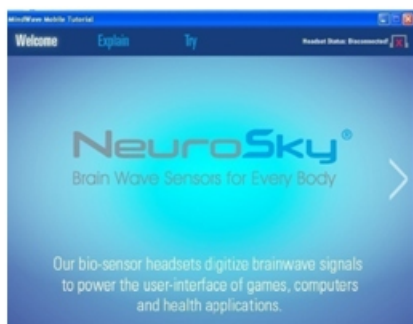 MindWave Mobile Tutorial
Welcome Explain Try Headset Status: Disconnected!
NeuroSky®
Brain Wave Sensors for Every Body
Our bio-sensor headsets digitize brainwave signals
to power the user-interface of games, computers
and health applications.